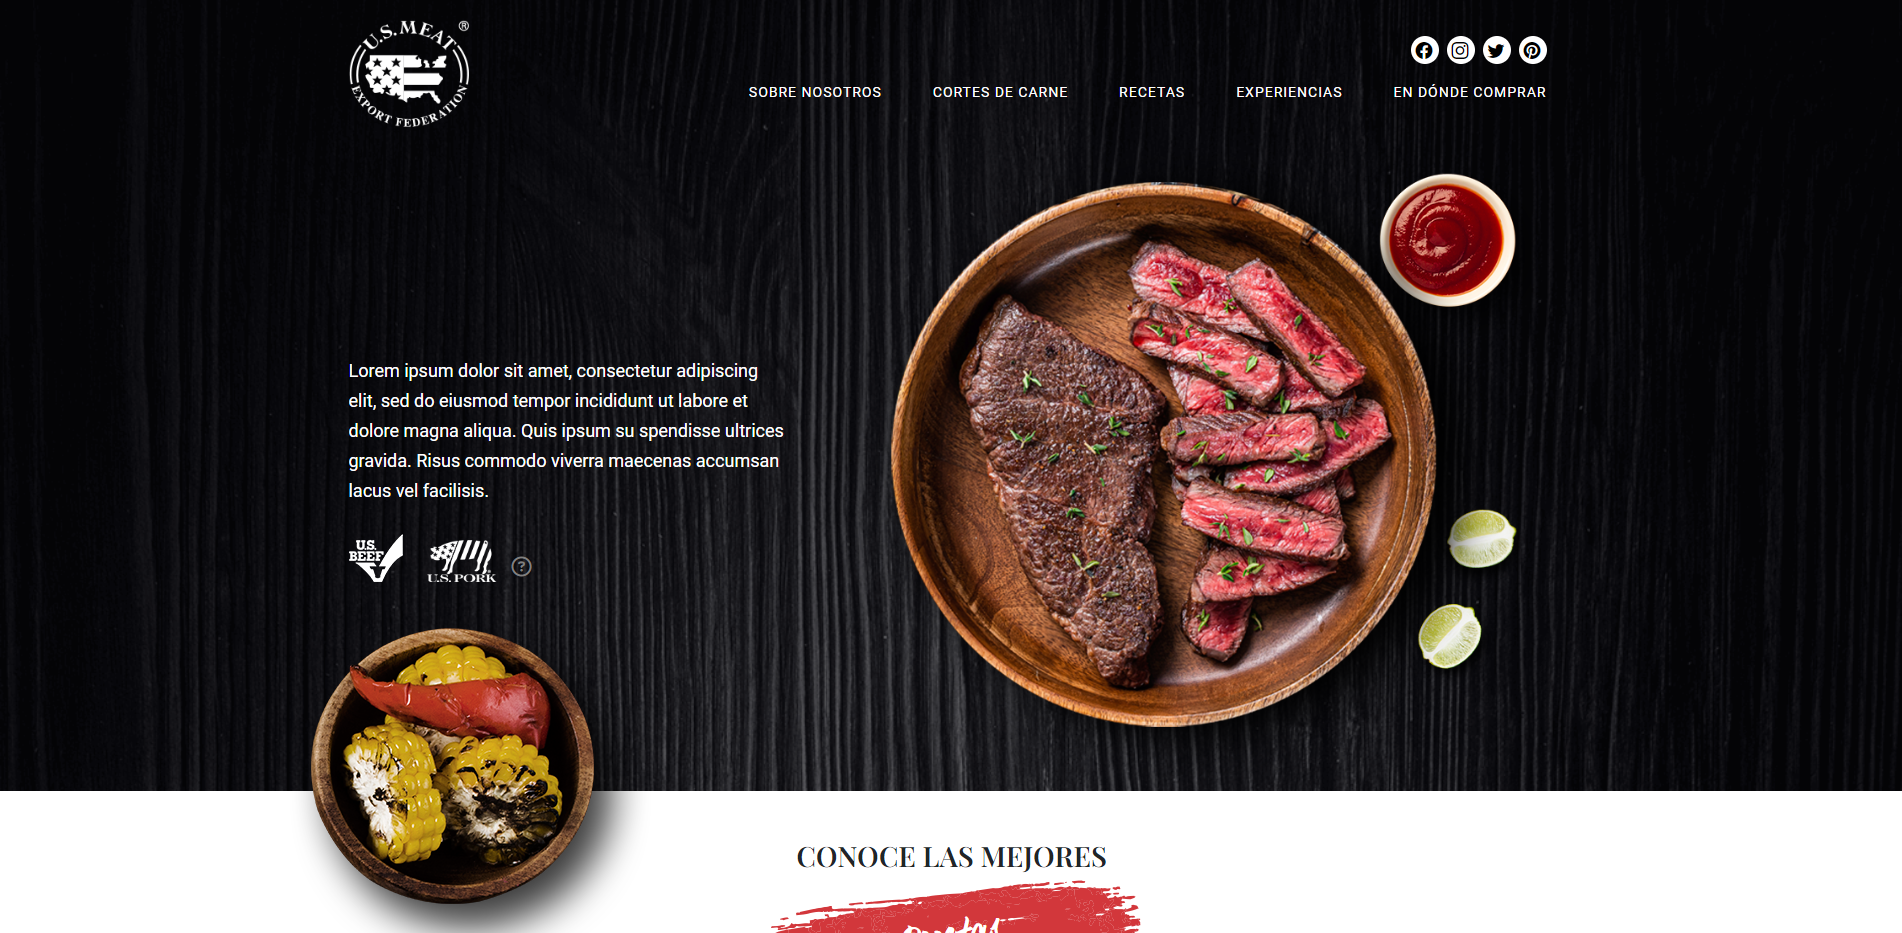 U.S. MEAT ®
EXPORT FEDERATION
SOBRE NOSOTROS
CORTES DE CARNE
RECETAS
EXPERIENCIAS
EN DÓNDE COMPRAR
Lorem ipsum dolor sit amet, consectetur adipiscing
elit, sed do eiusmod tempor incididunt ut labore et
dolore magna aliqua. Quis ipsum su spendisse ultrices
gravida. Risus commodo viverra maecenas accumsan
lacus vel facilisis.
U.S.
BEEF
U.S. PORK
?
CONOCE LAS MEJORES